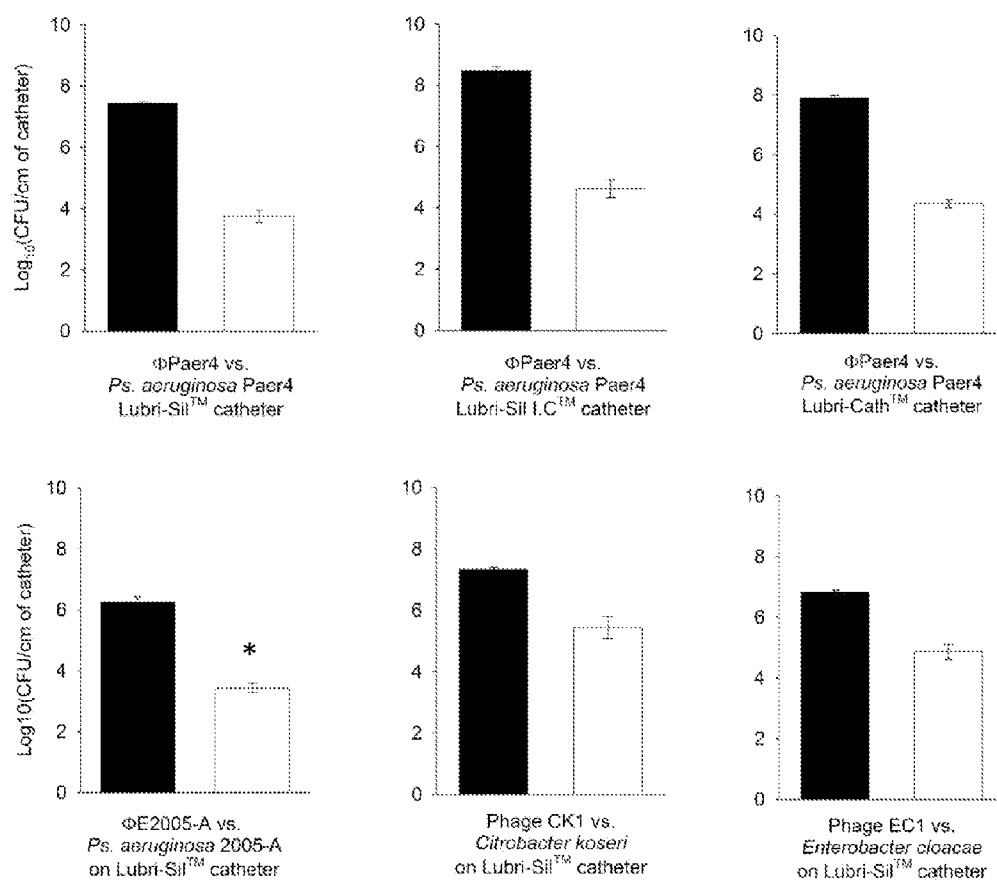 Log₁₀(CFU/cm of catheter)
10
8
6
4
2
0
ΦPaer4 vs.
Ps. aeruginosa Paer4
Lubri-Sil™ catheter
10
8
6
4
2
0
ΦPaer4 vs.
Ps. aeruginosa Paer4
Lubri-Sil I.C™ catheter
10
8
6
4
2
0
ΦPaer4 vs.
Ps. aeruginosa Paer4
Lubri-Cath™ catheter
Log10(CFU/cm of catheter)
10
8
6
4
2
0
*
ΦE2005-A vs.
Ps. aeruginosa 2005-A
on Lubri-Sil™ catheter
10
8
6
4
2
0
Phage CK1 vs.
Citrobacter koseri
on Lubri-Sil™ catheter
10
8
6
4
2
0
Phage EC1 vs.
Enterobacter cloacae
on Lubri-Sil™ catheter